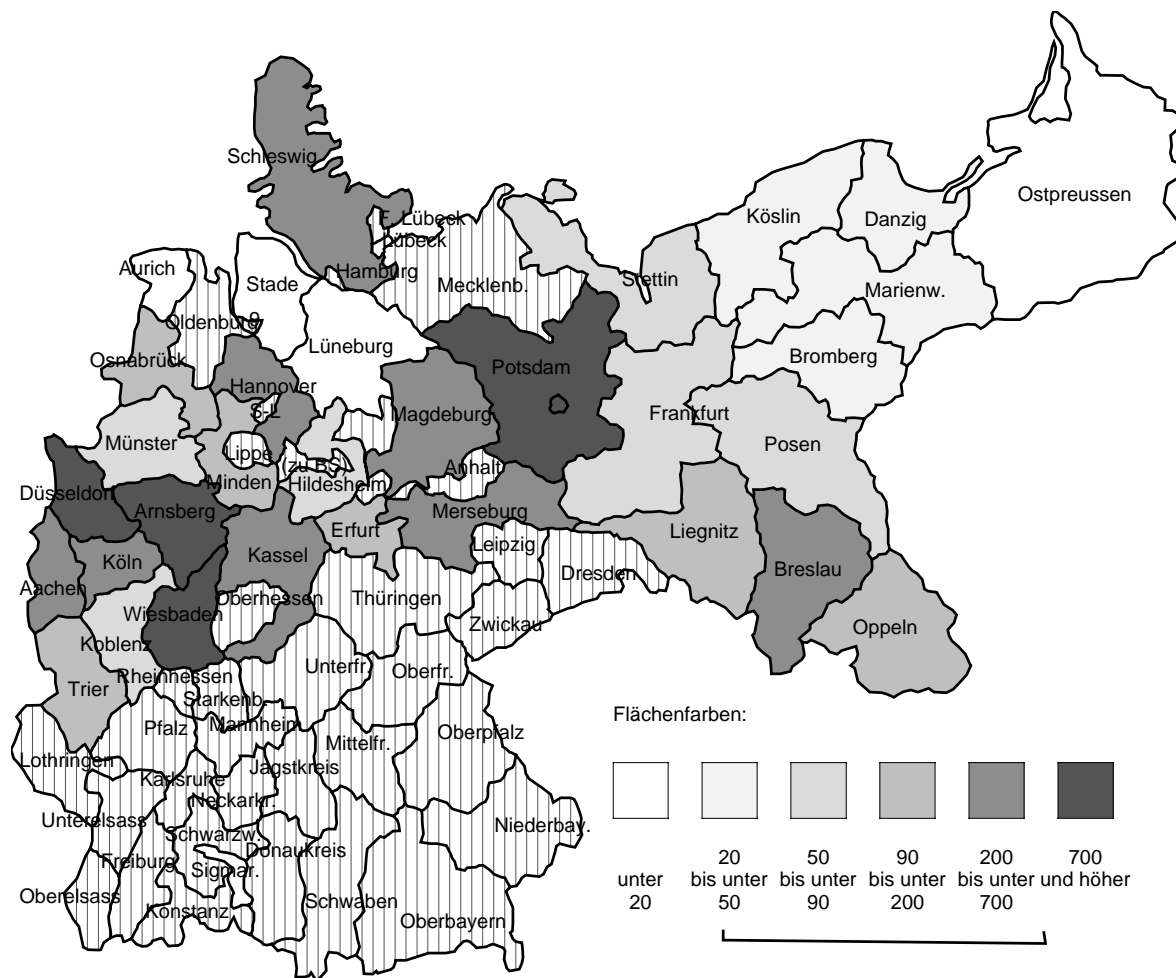 Schleswig
Ostpreussen
F. Lübeck
Lübeck
Köslin
Danzig
Aurich
Stade
Hamburg
Mecklenb.
Stettin
Marienw.
Oldenburg
Osnabrück
Lüneburg
Bromberg
Hannover
Potsdam
S-L
Magdeburg
Frankfurt
Münster
Posen
Lippe
(zu BS)
Anhalt
Düsseldorf
Minden
Hildesheim
Arnsberg
Merseburg
Erfurt
Liegnitz
Leipzig
Köln
Kassel
Breslau
Dresden
Aachen
Thüringen
Oberhessen
Wiesbaden
Zwickau
Oppeln
Koblenz
Unterfr.
Oberfr.
Rheinhessen
Trier
Starkenb.
Pfalz
Mannheim
Mittelfr.
Oberpfalz
Lothringen
Jagstkreis
Karlsruhe
Neckarkr.
Unterelsass
Niederbay.
Schwarzw.
Donaukreis
Freiburg
Sigmar.
Oberelsass
Schwaben
Konstanz
Oberbayern
Flächenfarben:
20 50 90 200 700
unter bis unter bis unter bis unter bis unter und höher
20 50 90 200 700